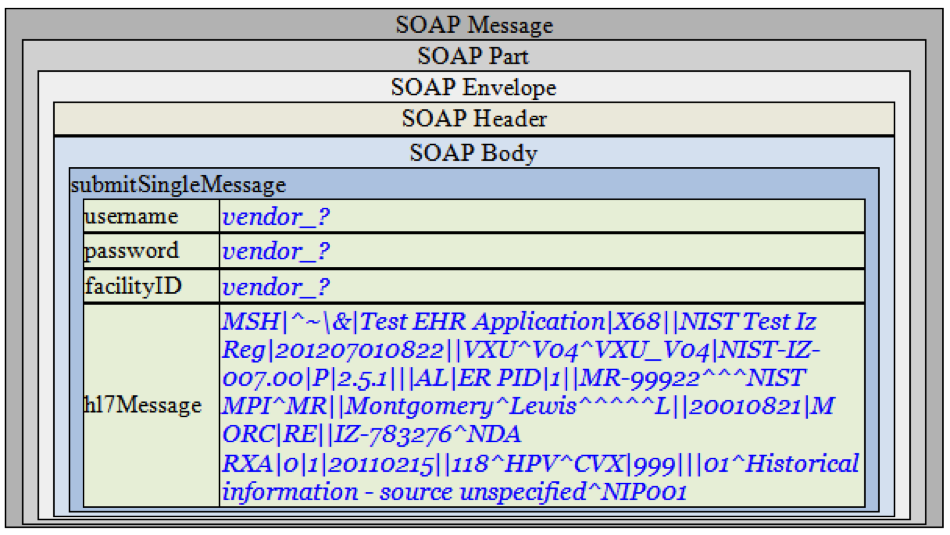 SOAP Message
SOAP Part
SOAP Envelope
SOAP Header
SOAP Body
submitSingleMessage
username vendor_?
password vendor_?
facilityID vendor_?
hl7Message
MSH|^~\&|Test EHR Application|X68||NIST Test Iz
Reg|201207010822||VXU^V04^VXU_V04|NIST-IZ-
007.00|P|2.5.1|||AL|ER PID|1||MR-99922^^^NIST
MPI^MR||Montgomery^Lewis^^^^^L||20010821|M
ORC|RE||IZ-783276^NDA
RXA|0|1|20110215||118^HPV^CVX|999|||01^Historical
information - source unspecified^NIP001